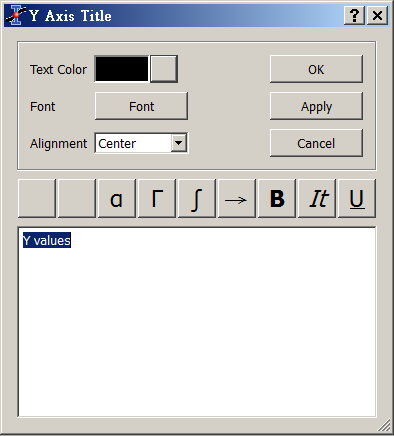 Y Axis Title
Text Color
OK
Font Font
Apply
Alignment Center
Cancel
α Γ ∫ → B It U
Y values